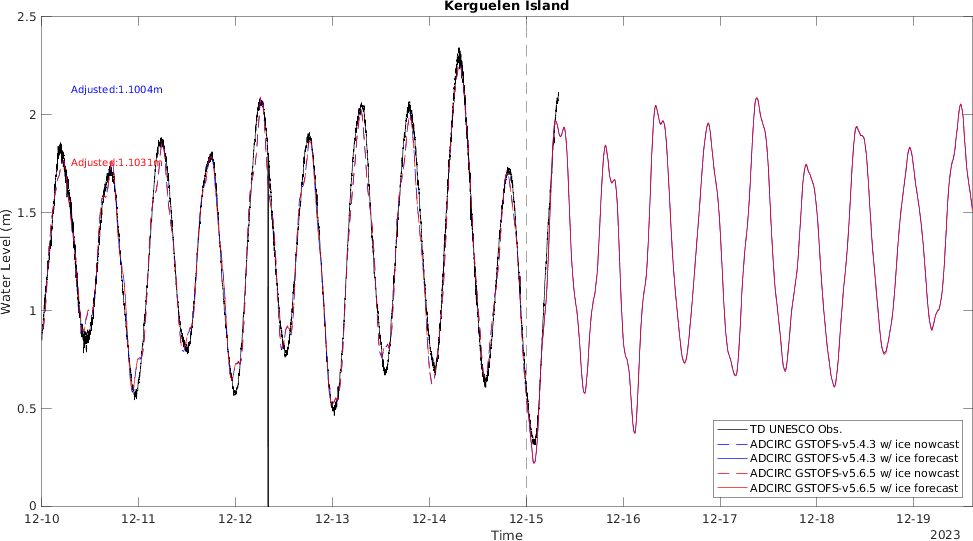 Kerguelen Island
2.5
2
1.5
1
0.5
0
Water Level (m)
Adjusted:1.1004m
Adjusted:1.1031m
TD UNESCO Obs.
ADCIRC GSTOFS-v5.4.3 w/ ice nowcast
ADCIRC GSTOFS-v5.4.3 w/ ice forecast
ADCIRC GSTOFS-v5.6.5 w/ ice nowcast
ADCIRC GSTOFS-v5.6.5 w/ ice forecast
12-10 12-11 12-12 12-13 12-14 12-15 12-16 12-17 12-18 12-19
Time
2023